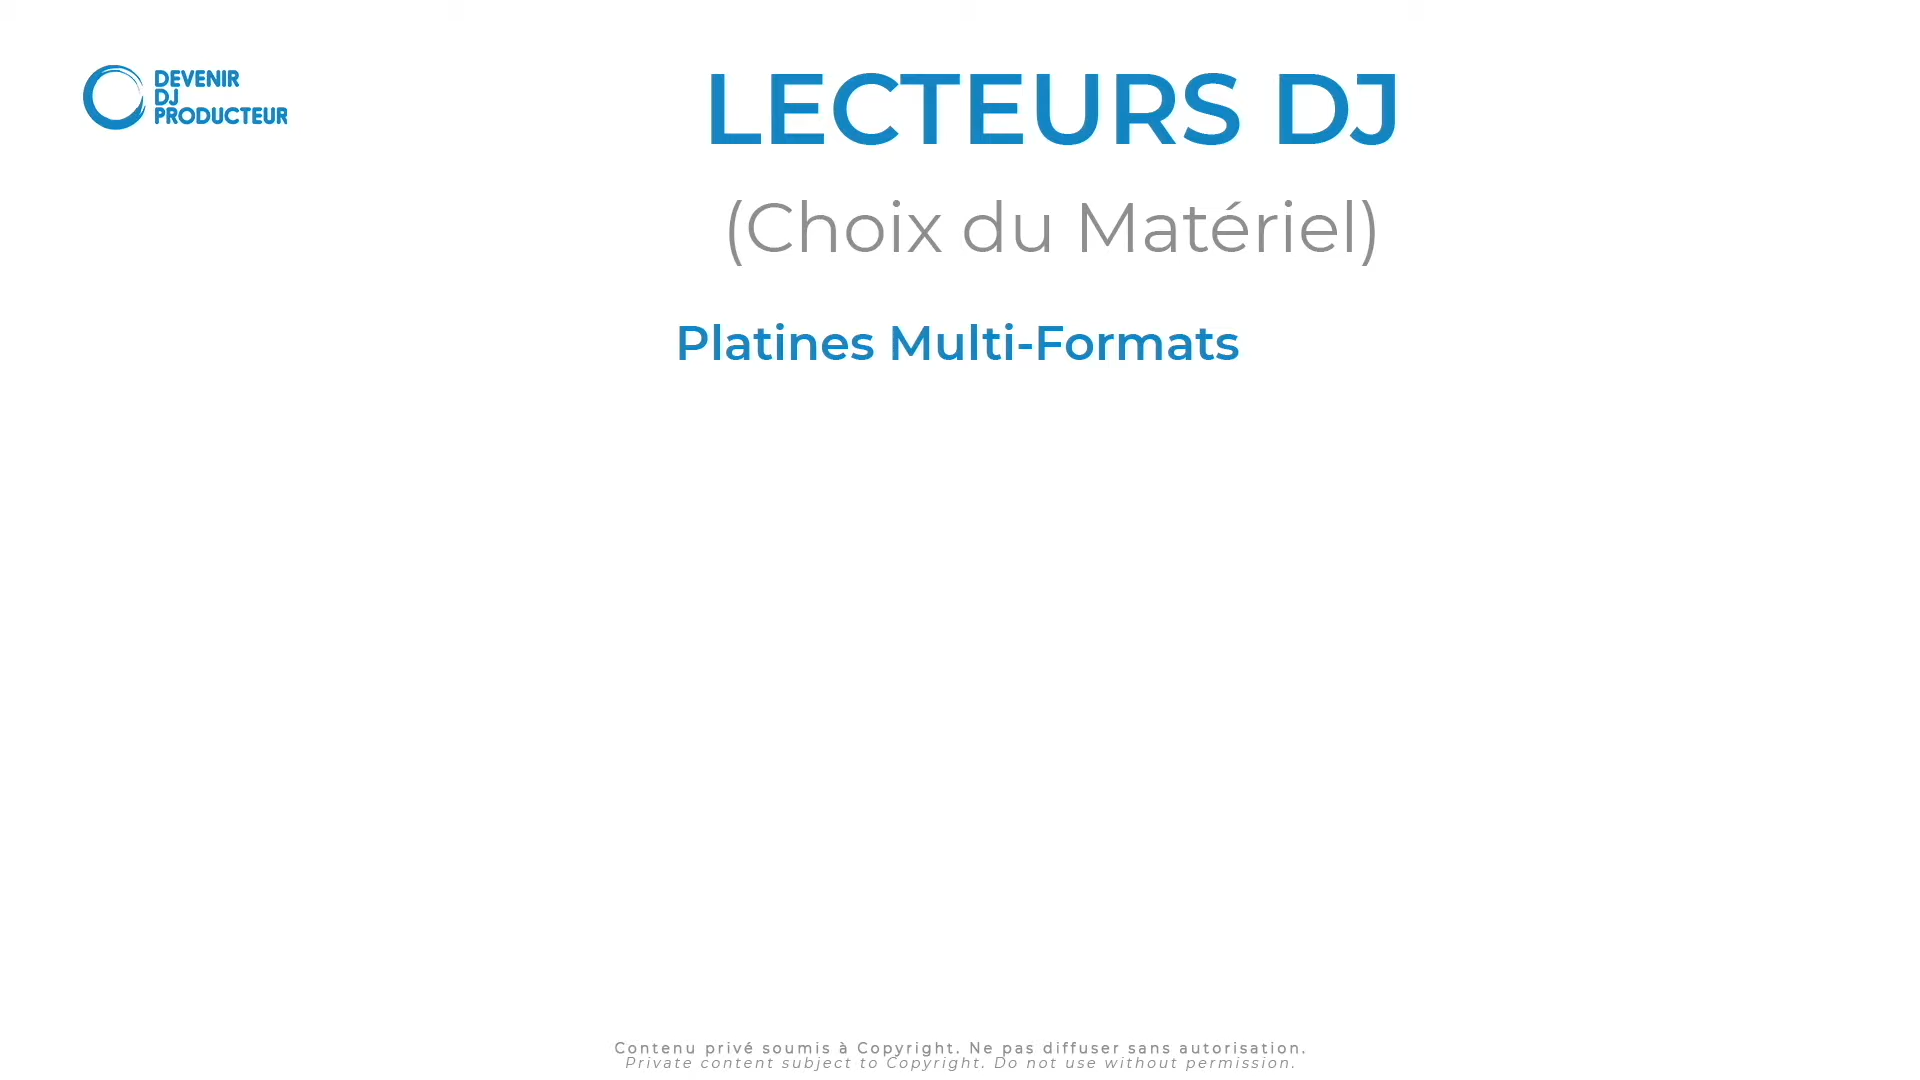 DEVENIR
DJ
PRODUCTEUR
LECTEURS DJ
(Choix du Matériel)
Platines Multi-Formats
Contenu privé soumis à Copyright. Ne pas diffuser sans autorisation.
Private content subject to Copyright. Do not use without permission.